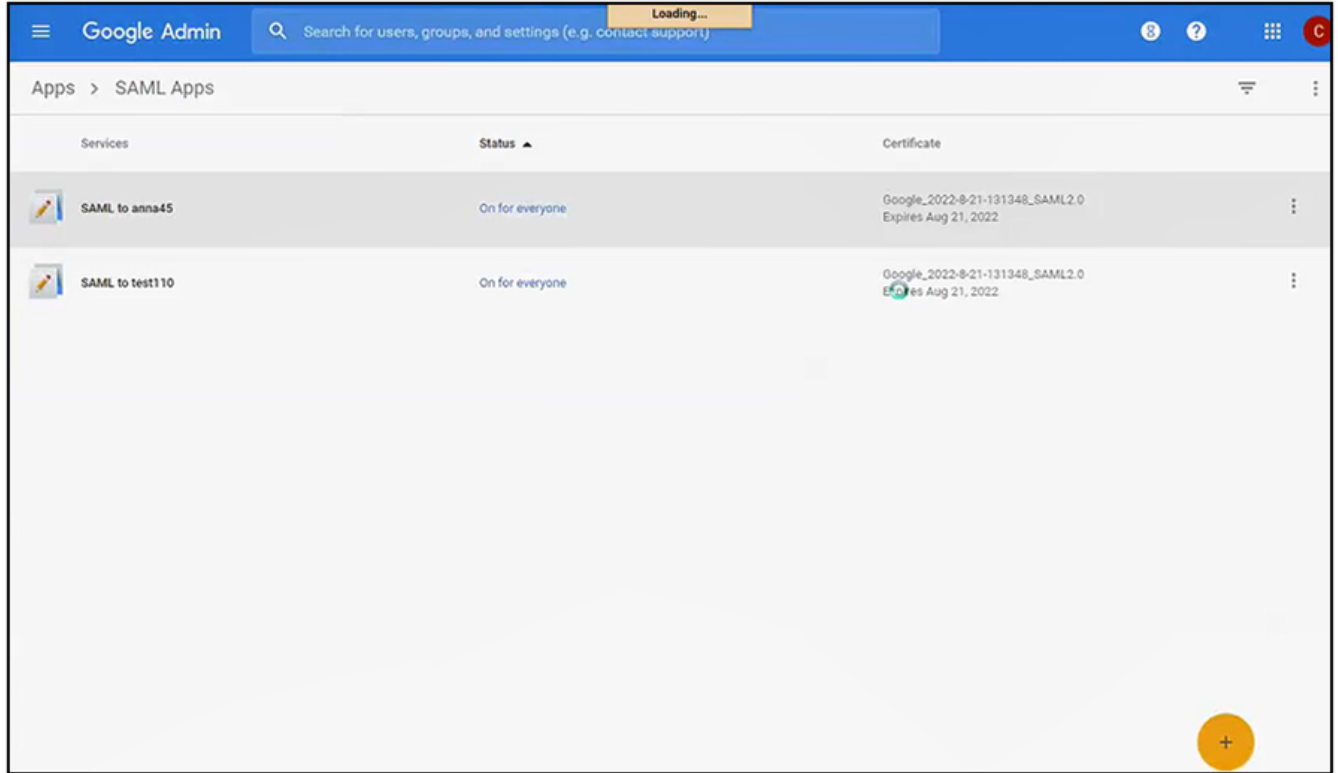 Loading...
Google Admin
Search for users, groups, and settings (e.g. contact support)
8
?
C
Apps > SAML Apps
Services
Status
Certificate
SAML to anna45
On for everyone
Google_2022-8-21-131348_SAML2.0
Expires Aug 21, 2022
SAML to test110
On for everyone
Google_2022-8-21-131348_SAML2.0
Expires Aug 21, 2022
+